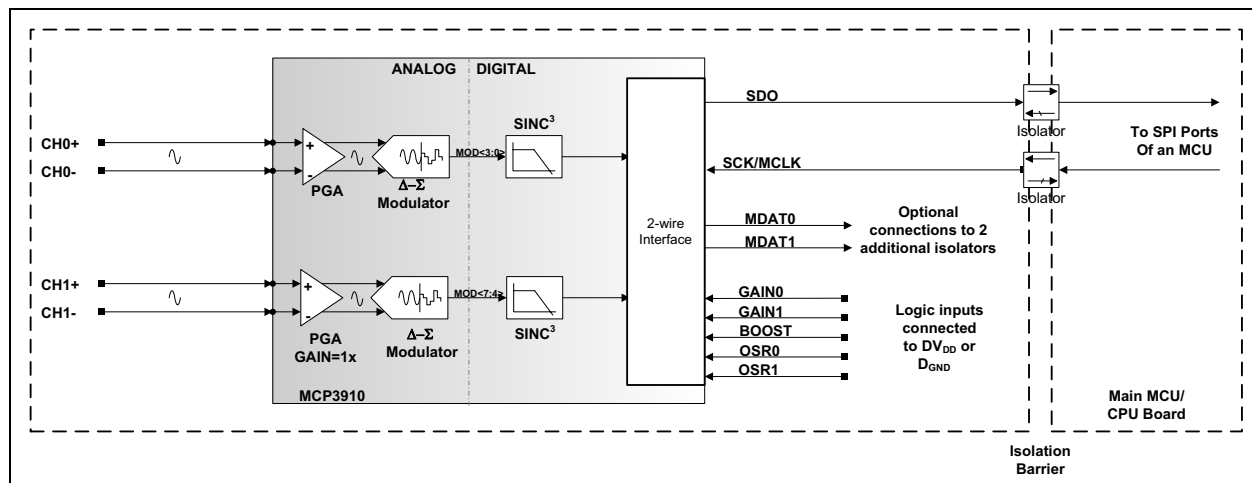 ANALOG
DIGITAL
SDO
SINC³
Isolator
To SPI Ports
Of an MCU
CH0+
CH0-
+
-
PGA
MOD<3:0>
Δ–Σ
Modulator
SCK/MCLK
Isolator
2-wire
Interface
MDAT0
MDAT1
Optional
connections to 2
additional isolators
CH1+
CH1-
+
-
PGA
GAIN=1x
MOD<7:4>
Δ–Σ
Modulator
SINC³
GAIN0
GAIN1
BOOST
OSR0
OSR1
Logic inputs
connected
to DV_DD or
D_GND
MCP3910
Main MCU/
CPU Board
Isolation
Barrier